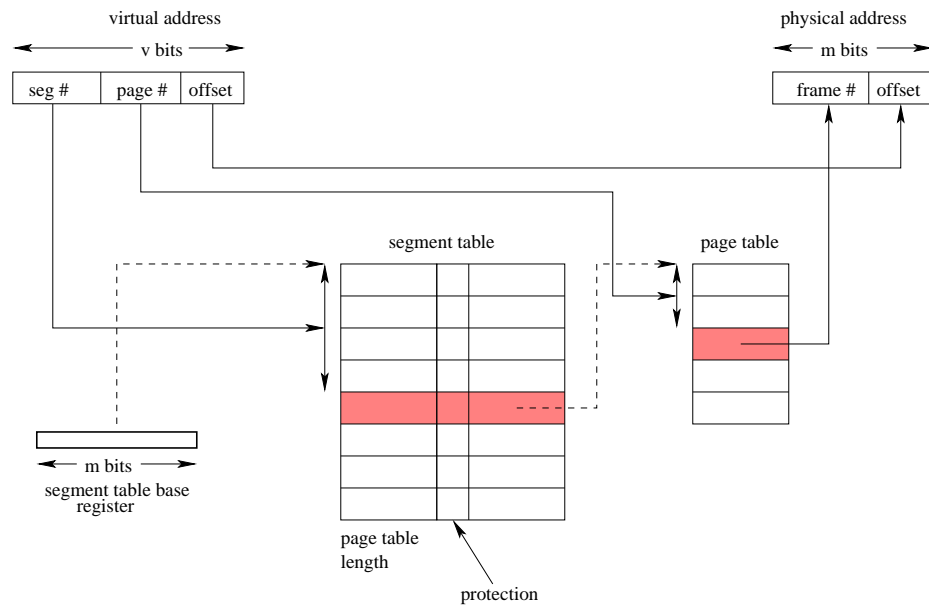 virtual address
physical address
v bits
m bits
seg #
page #
offset
frame #
offset
segment table
page table
m bits
segment table base
register
page table
length
protection